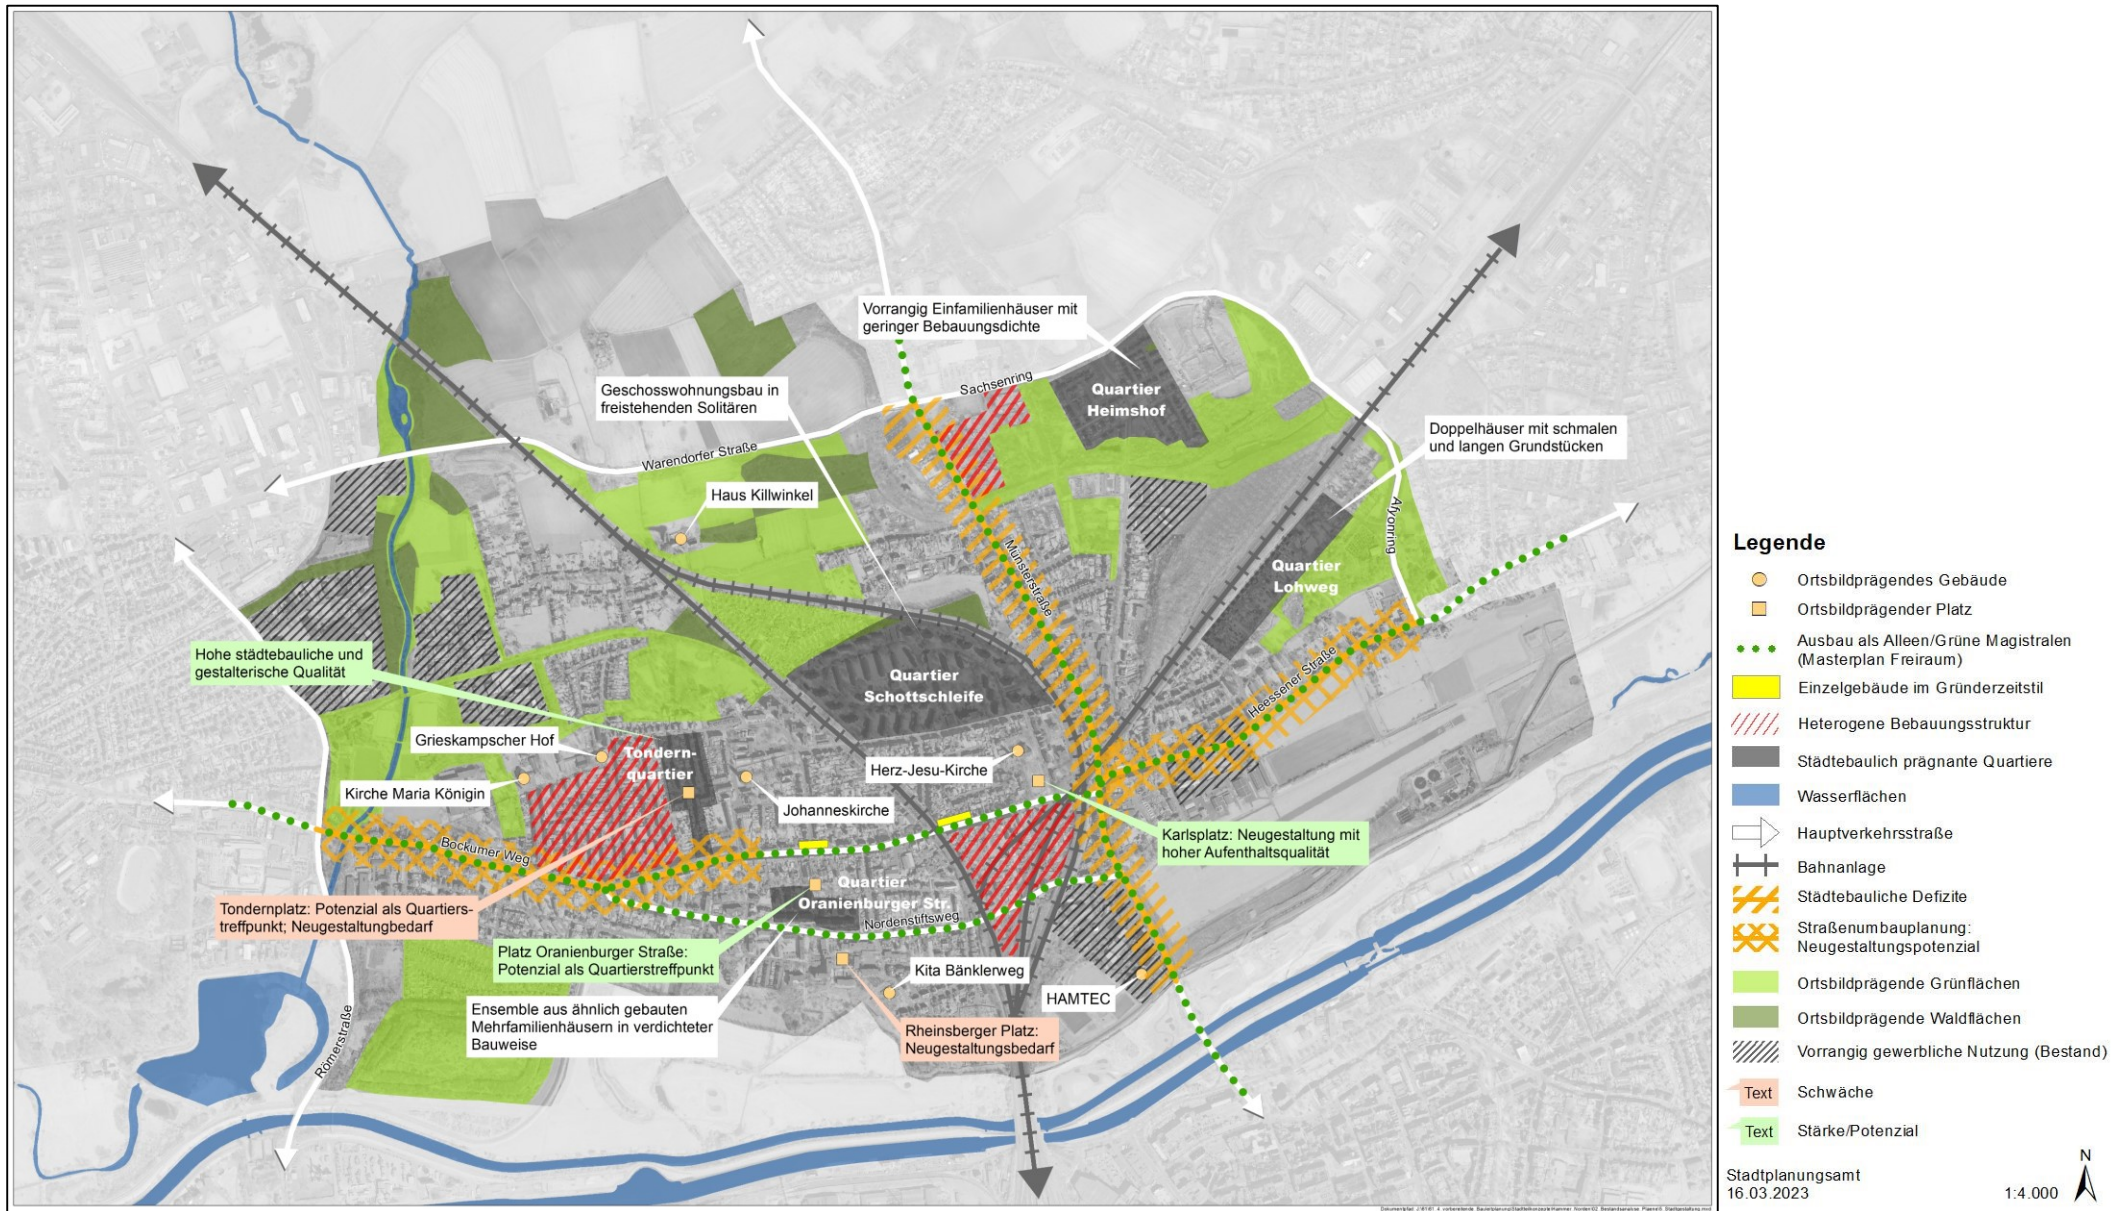 Vorrangig Einfamilienhäuser mit
geringer Bebauungsdichte
Sachsenring
Quartier
Heimshof
Geschosswohnungsbau in
freistehenden Solitären
Doppelhäuser mit schmalen
und langen Grundstücken
Warendorfer Straße
Haus Killwinkel
Afyonring
Münsterstraße
Quartier
Lohweg
Hohe städtebauliche und
gestalterische Qualität
Quartier
Schottschleife
Heessener Straße
Grieskampscher Hof
Tondern-
quartier
Herz-Jesu-Kirche
Kirche Maria Königin
Johanneskirche
Karlsplatz: Neugestaltung mit
hoher Aufenthaltsqualität
Bockumer Weg
Quartier
Oranienburger Str.
Nordenstiftsweg
Tondernplatz: Potenzial als Quartiers-
treffpunkt; Neugestaltungbedarf
Platz Oranienburger Straße:
Potenzial als Quartierstreffpunkt
Kita Bänklerweg
HAMTEC
Ensemble aus ähnlich gebauten
Mehrfamilienhäusern in verdichteter
Bauweise
Rheinsberger Platz:
Neugestaltungsbedarf
Römerstraße
Legende
Ortsbildprägendes Gebäude
Ortsbildprägender Platz
Ausbau als Alleen/Grüne Magistralen
(Masterplan Freiraum)
Einzelgebäude im Gründerzeitstil
Heterogene Bebauungsstruktur
Städtebaulich prägnante Quartiere
Wasserflächen
Hauptverkehrsstraße
Bahnanlage
Städtebauliche Defizite
Straßenumbauplanung:
Neugestaltungspotenzial
Ortsbildprägende Grünflächen
Ortsbildprägende Waldflächen
Vorrangig gewerbliche Nutzung (Bestand)
Text Schwäche
Text Stärke/Potenzial
Stadtplanungsamt
16.03.2023
1:4.000
N